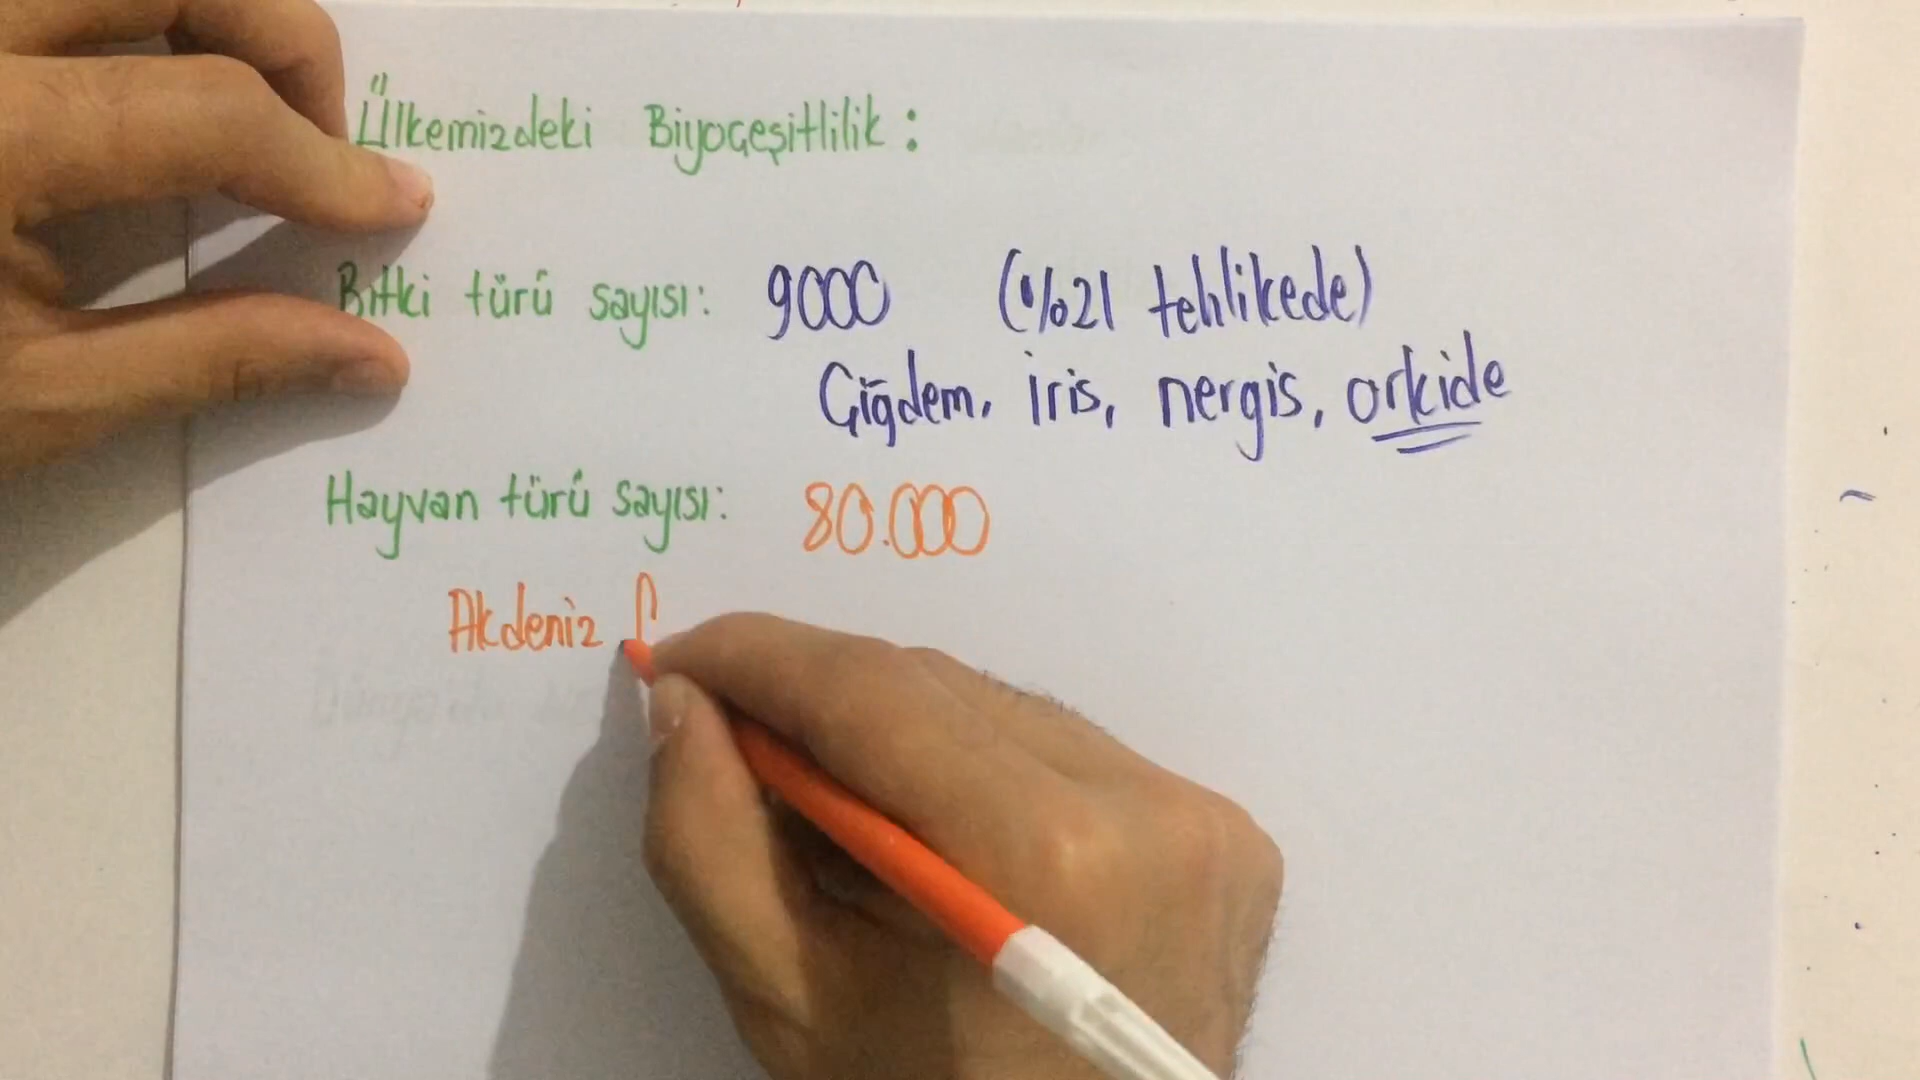 Ülkemizdeki Biyoçeşitlilik :
Bitki türü sayısı: 9000 (%21 tehlikede)
Çiğdem, iris, nergis, orkide
Hayvan türü sayısı: 80.000
Akdeniz f